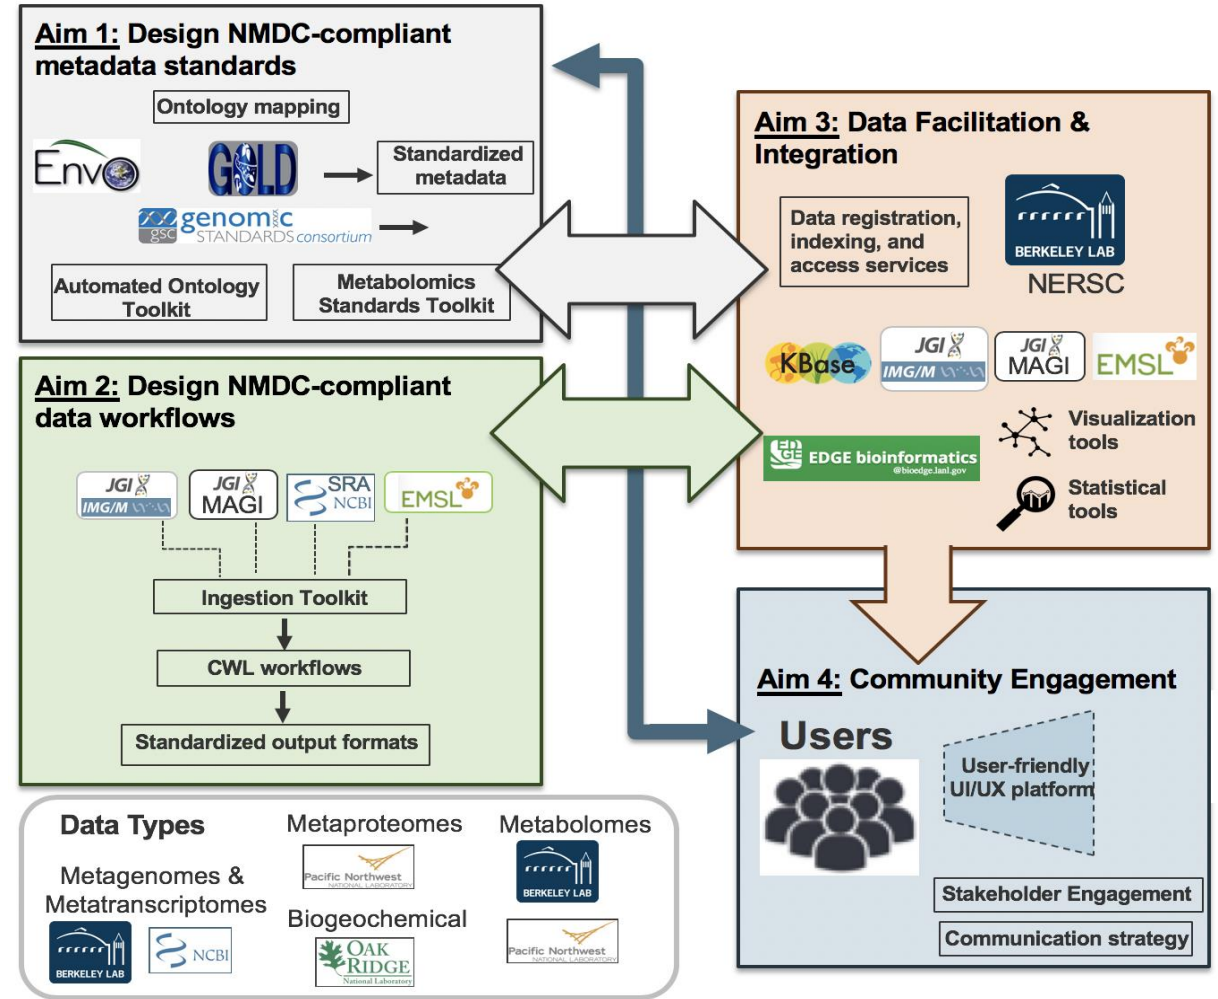 Aim 1: Design NMDC-compliant
metadata standards
Ontology mapping
EnvO
GOLD
Standardized
metadata
gsc
genomic
STANDARDS consortium
Automated Ontology
Toolkit
Metabolomics
Standards Toolkit
Aim 2: Design NMDC-compliant
data workflows
JGI
IMG/M
JGI
MAGI
SRA
NCBI
EMSL
Ingestion Toolkit
CWL workflows
Standardized output formats
Aim 3: Data Facilitation &
Integration
Data registration,
indexing, and
access services
BERKELEY LAB
NERSC
KBase
JGI
IMG/M
JGI
MAGI
EMSL
EDGE
EDGE bioinformatics
@bioedge.lanl.gov
Visualization
tools
Statistical
tools
Aim 4: Community Engagement
Users
User-friendly
UI/UX platform
Stakeholder Engagement
Communication strategy
Data Types
Metagenomes &
Metatranscriptomes
BERKELEY LAB
NCBI
Metaproteomes
Pacific Northwest
NATIONAL LABORATORY
Biogeochemical
OAK
RIDGE
National Laboratory
Metabolomes
BERKELEY LAB
Pacific Northwest
NATIONAL LABORATORY